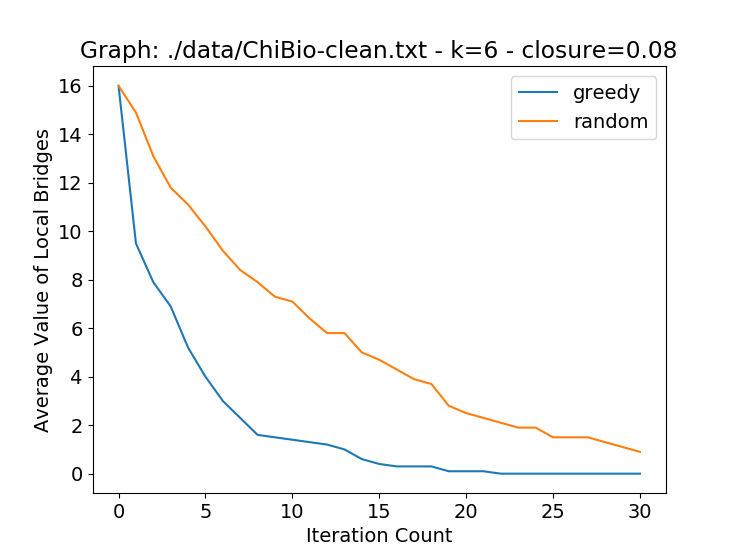 Graph: ./data/ChiBio-clean.txt - k=6 - closure=0.08
greedy
random
Average Value of Local Bridges
16
14
12
10
8
6
4
2
0
0 5 10 15 20 25 30
Iteration Count